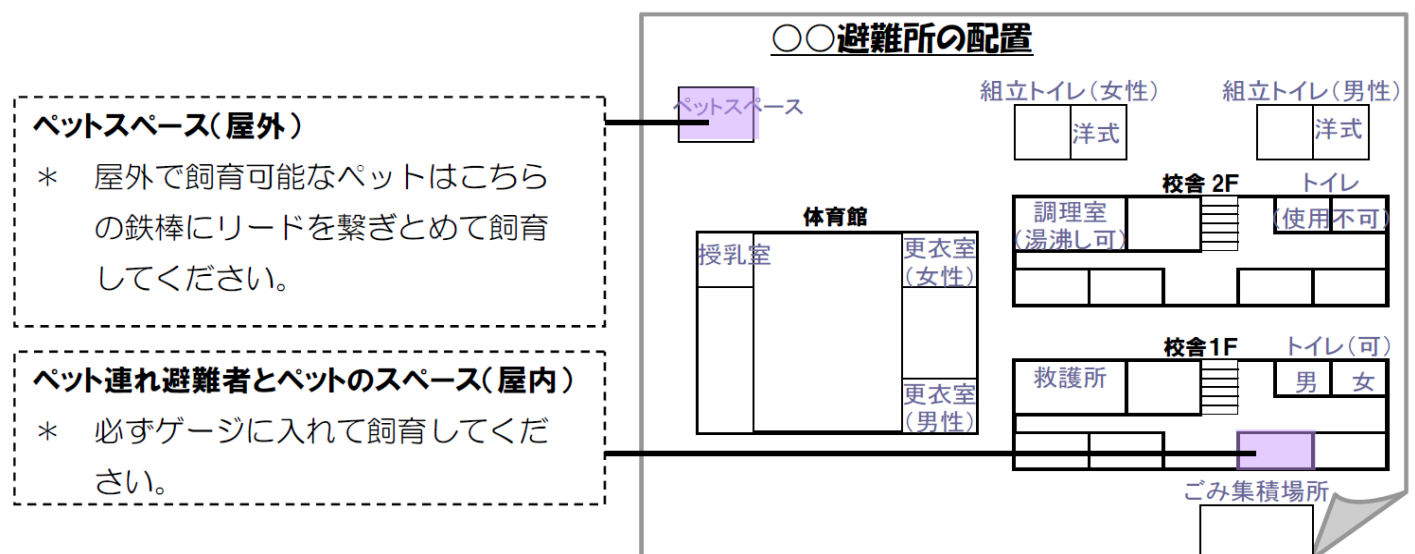 ○○避難所の配置
ペットスペース(屋外)
＊ 屋外で飼育可能なペットはこちら
の鉄棒にリードを繋ぎとめて飼育
してください。
ペット連れ避難者とペットのスペース(屋内)
＊ 必ずゲージに入れて飼育してくだ
さい。
ペットスペース
組立トイレ(女性)
洋式
組立トイレ(男性)
洋式
体育館
授乳室
更衣室
(女性)
更衣室
(男性)
校舎 2F
トイレ
(使用不可)
調理室
(湯沸し可)
校舎1F
トイレ(可)
救護所
男
女
ごみ集積場所